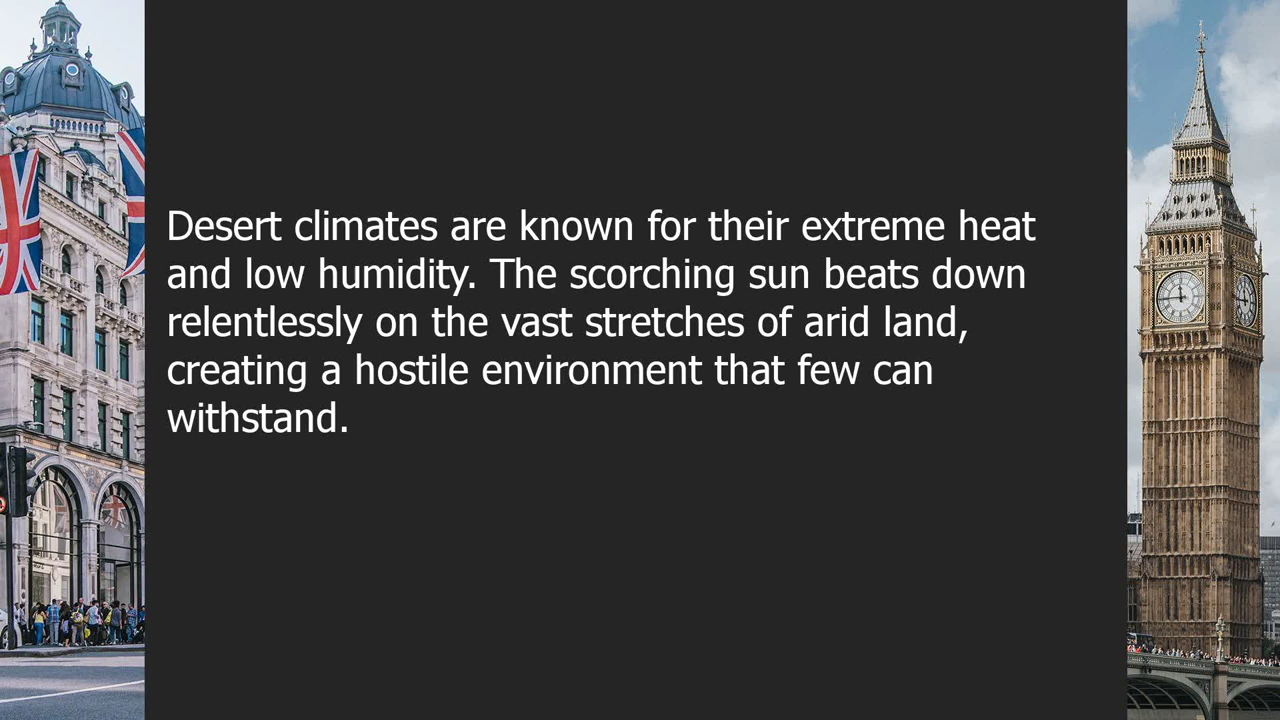 Desert climates are known for their extreme heat
and low humidity. The scorching sun beats down
relentlessly on the vast stretches of arid land,
creating a hostile environment that few can
withstand.